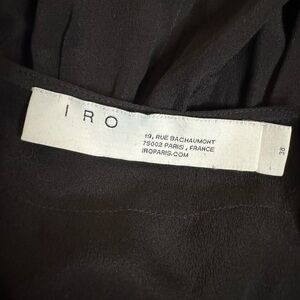 IRO
19, RUE BACHAUMONT
75002 PARIS, FRANCE
IROPARIS.COM
38